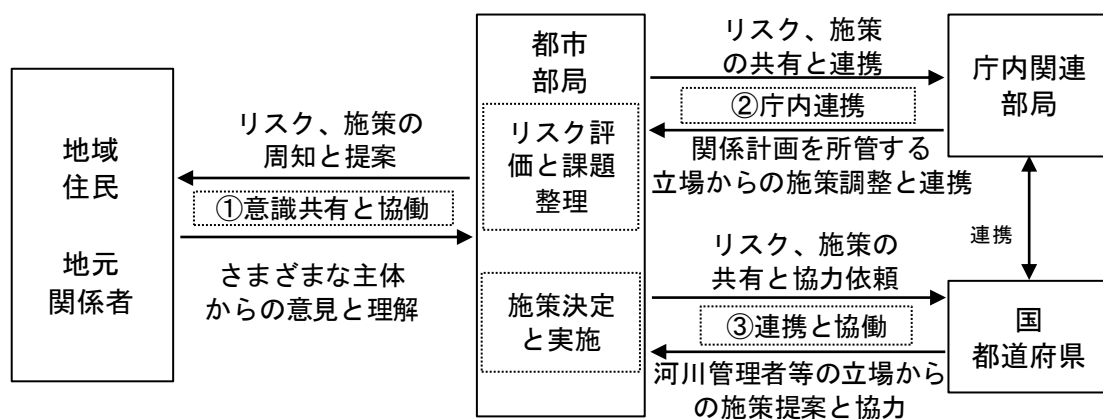 地域
住民
地元
関係者
リスク、施策の
周知と提案
①意識共有と協働
さまざまな主体
からの意見と理解
都市
部局
リスク評
価と課題
整理
施策決定
と実施
リスク、施策
の共有と連携
②庁内連携
関係計画を所管する
立場からの施策調整と連携
リスク、施策の
共有と協力依頼
③連携と協働
河川管理者等の立場から
の施策提案と協力
庁内関連
部局
連携
国
都道府県